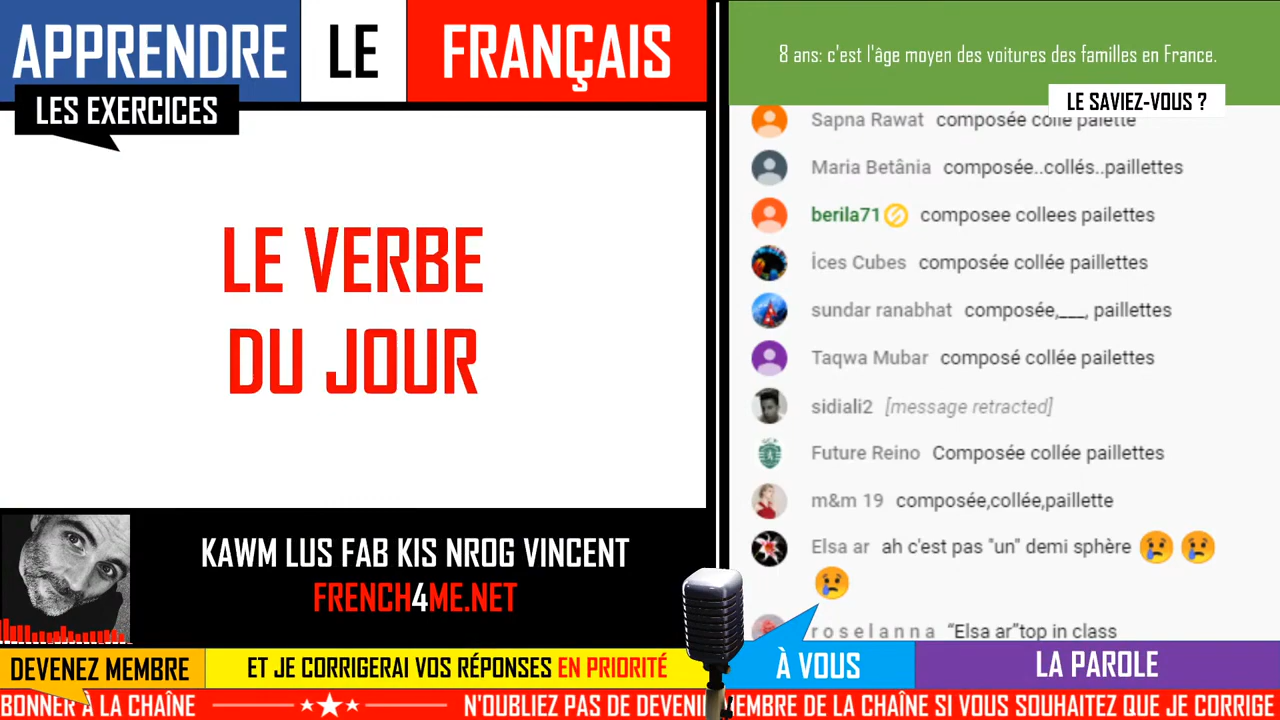 APPRENDRE LE FRANÇAIS
LES EXERCICES
LE VERBE
DU JOUR
KAWM LUS FAB KIS NROG VINCENT
FRENCH4ME.NET
8 ans: c'est l'âge moyen des voitures des familles en France.
LE SAVIEZ-VOUS ?
Sapna Rawat composée colle palette
Maria Betânia composée..collés..paillettes
berila71 composee collees pailettes
İces Cubes composée collée paillettes
sundar ranabhat composée,___, paillettes
Taqwa Mubar composé collée pailettes
sidiali2 [message retracted]
Future Reino Composée collée paillettes
m&m 19 composée,collée,paillette
Elsa ar ah c'est pas "un" demi sphère 😢 😢
😢
r o s e l a n n a “Elsa ar”top in class
DEVENEZ MEMBRE
ET JE CORRIGERAI VOS RÉPONSES EN PRIORITÉ
À VOUS
LA PAROLE
BONNER À LA CHAÎNE N'OUBLIEZ PAS DE DEVENI EMBRE DE LA CHAÎNE SI VOUS SOUHAITEZ QUE JE CORRIGE